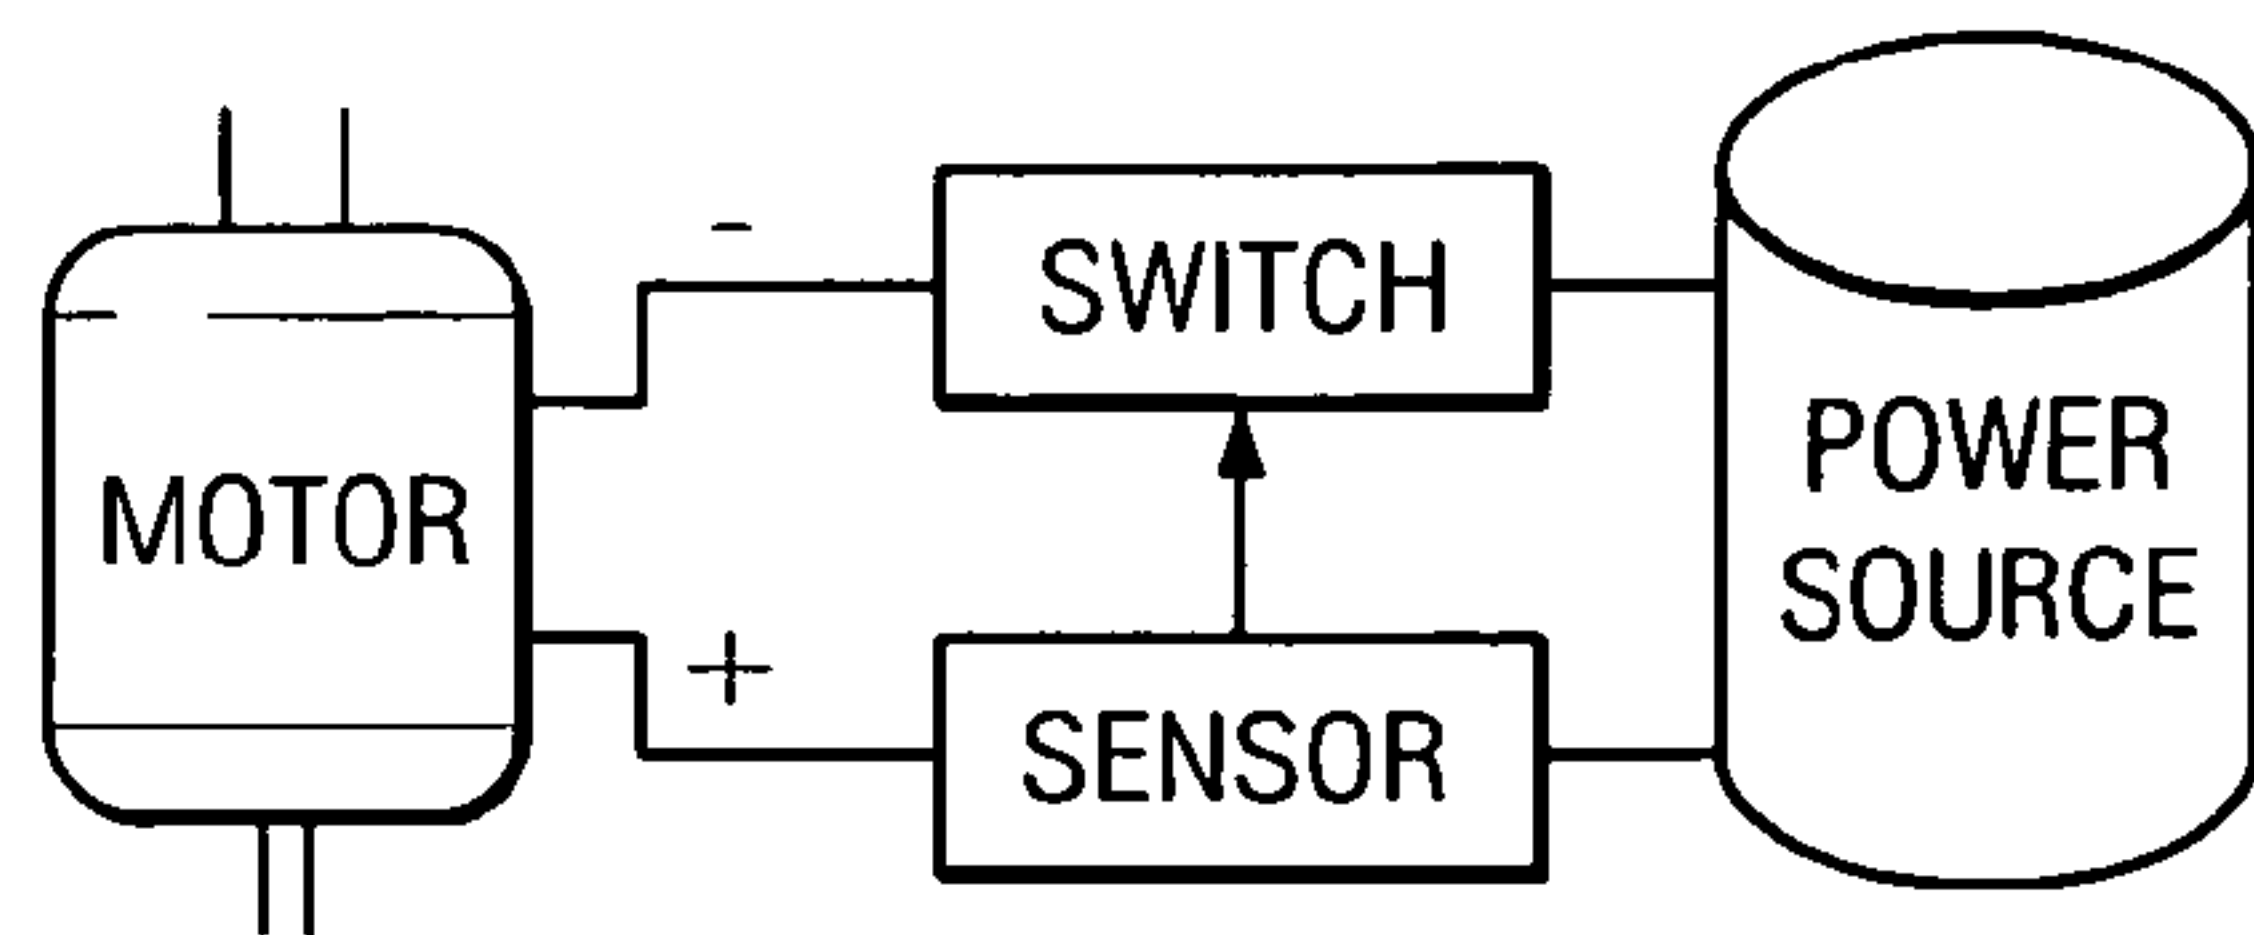 -
SWITCH
POWER
SOURCE
MOTOR
+
SENSOR